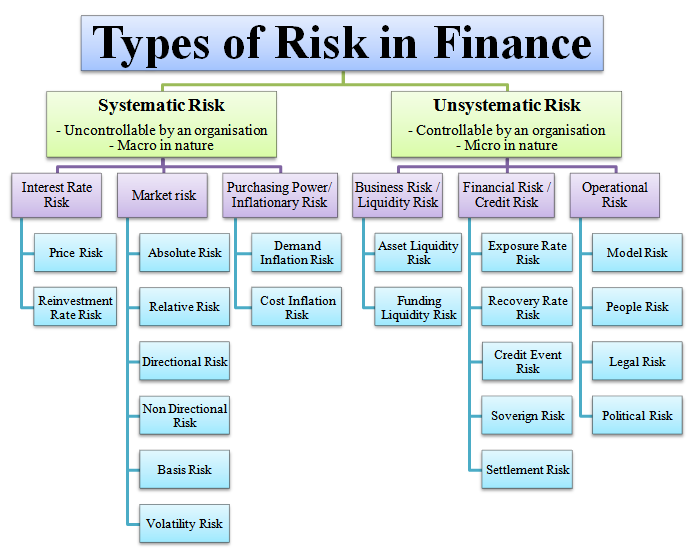 Types of Risk in Finance
Systematic Risk
- Uncontrollable by an organisation
- Macro in nature
Unsystematic Risk
- Controllable by an organisation
- Micro in nature
Interest Rate
Risk
Price Risk
Reinvestment
Rate Risk
Market risk
Absolute Risk
Relative Risk
Directional Risk
Non Directional
Risk
Basis Risk
Volatility Risk
Purchasing Power/
Inflationary Risk
Demand
Inflation Risk
Cost Inflation
Risk
Business Risk /
Liquidity Risk
Asset Liquidity
Risk
Funding
Liquidity Risk
Financial Risk /
Credit Risk
Exposure Rate
Risk
Recovery Rate
Risk
Credit Event
Risk
Soverign Risk
Settlement Risk
Operational
Risk
Model Risk
People Risk
Legal Risk
Political Risk